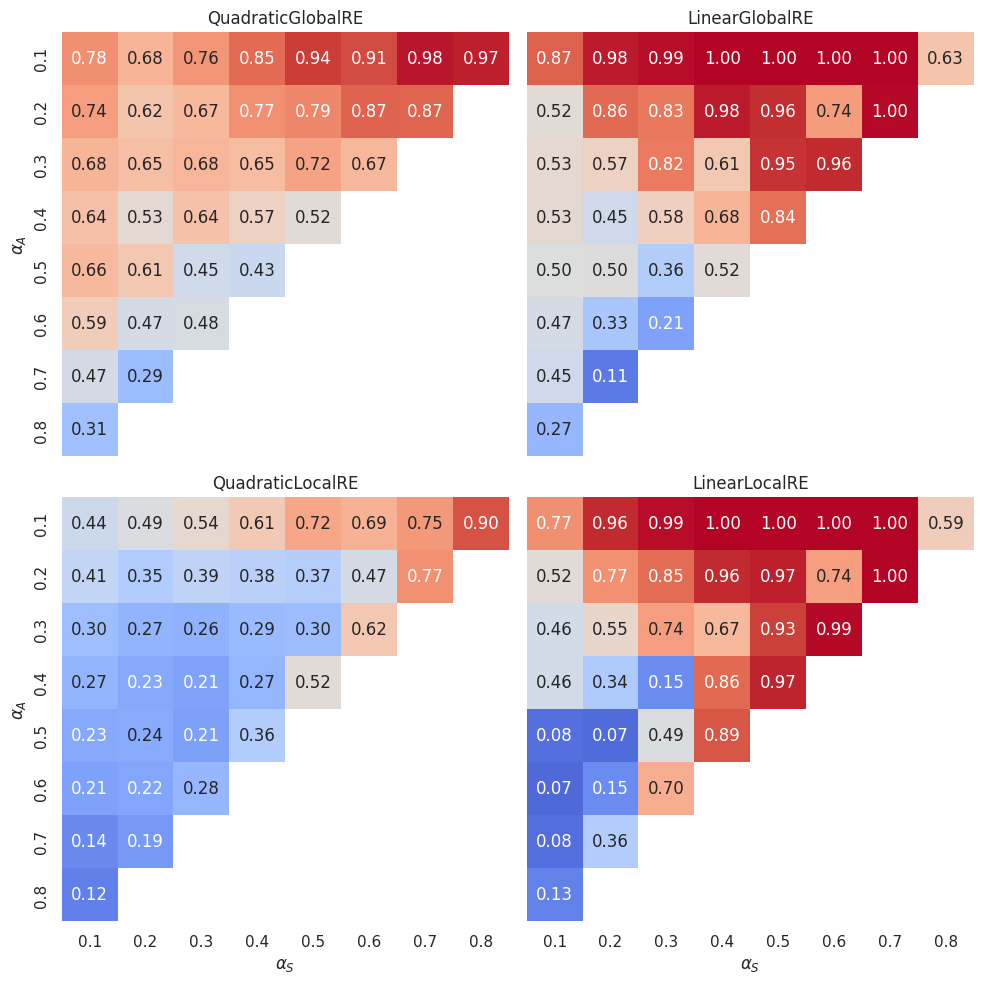 QuadraticGlobalRE
0.1 0.78 0.68 0.76 0.85 0.94 0.91 0.98 0.97
0.2 0.74 0.62 0.67 0.77 0.79 0.87 0.87
0.3 0.68 0.65 0.68 0.65 0.72 0.67
0.4 0.64 0.53 0.64 0.57 0.52
0.5 0.66 0.61 0.45 0.43
0.6 0.59 0.47 0.48
0.7 0.47 0.29
0.8 0.31
α_A
LinearGlobalRE
0.87 0.98 0.99 1.00 1.00 1.00 1.00 0.63
0.52 0.86 0.83 0.98 0.96 0.74 1.00
0.53 0.57 0.82 0.61 0.95 0.96
0.53 0.45 0.58 0.68 0.84
0.50 0.50 0.36 0.52
0.47 0.33 0.21
0.45 0.11
0.27
QuadraticLocalRE
0.1 0.44 0.49 0.54 0.61 0.72 0.69 0.75 0.90
0.2 0.41 0.35 0.39 0.38 0.37 0.47 0.77
0.3 0.30 0.27 0.26 0.29 0.30 0.62
0.4 0.27 0.23 0.21 0.27 0.52
0.5 0.23 0.24 0.21 0.36
0.6 0.21 0.22 0.28
0.7 0.14 0.19
0.8 0.12
α_A
0.1 0.2 0.3 0.4 0.5 0.6 0.7 0.8
α_S
LinearLocalRE
0.77 0.96 0.99 1.00 1.00 1.00 1.00 0.59
0.52 0.77 0.85 0.96 0.97 0.74 1.00
0.46 0.55 0.74 0.67 0.93 0.99
0.46 0.34 0.15 0.86 0.97
0.08 0.07 0.49 0.89
0.07 0.15 0.70
0.08 0.36
0.13
0.1 0.2 0.3 0.4 0.5 0.6 0.7 0.8
α_S